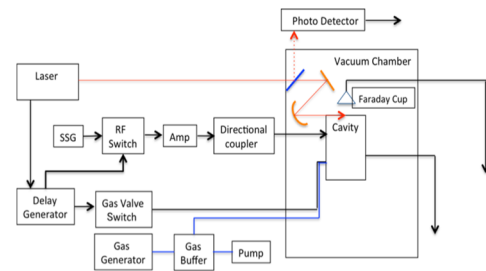 Photo Detector
Vacuum Chamber
Laser
Faraday Cup
SSG
RF
Switch
Amp
Directional
coupler
Cavity
Delay
Generator
Gas Valve
Switch
Gas
Generator
Gas
Buffer
Pump